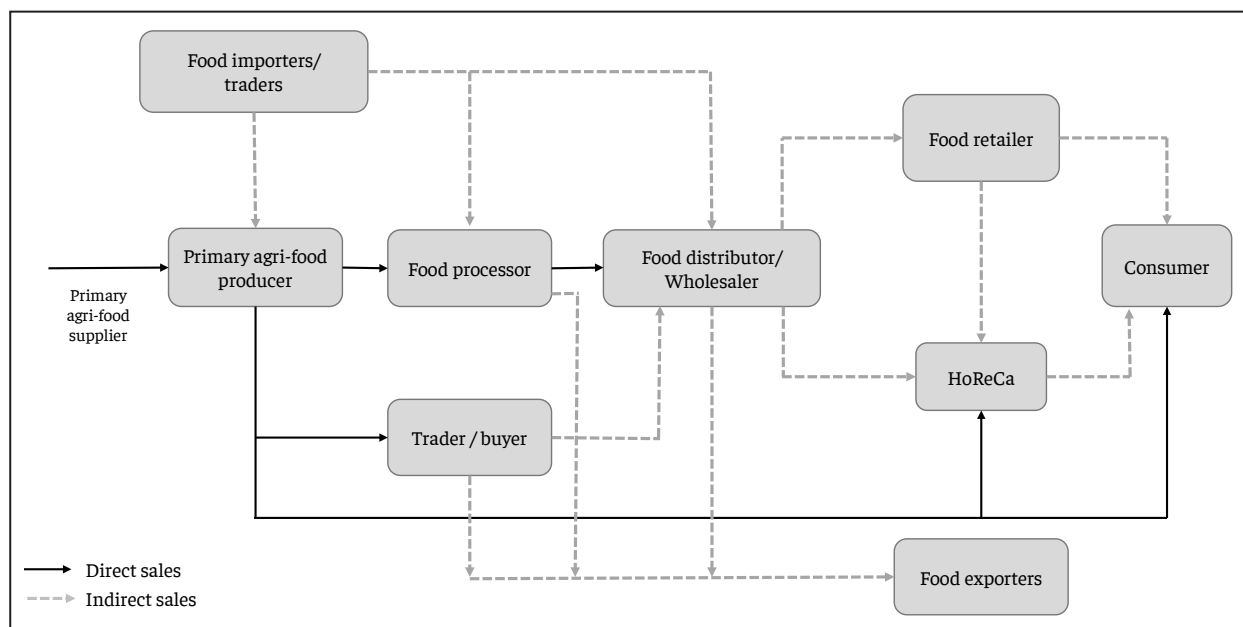 Food importers/
traders
Food retailer
Primary agri-food
producer
Food processor
Food distributor/
Wholesaler
Consumer
Primary
agri-food
supplier
HoReCa
Trader / buyer
Direct sales
Indirect sales
Food exporters